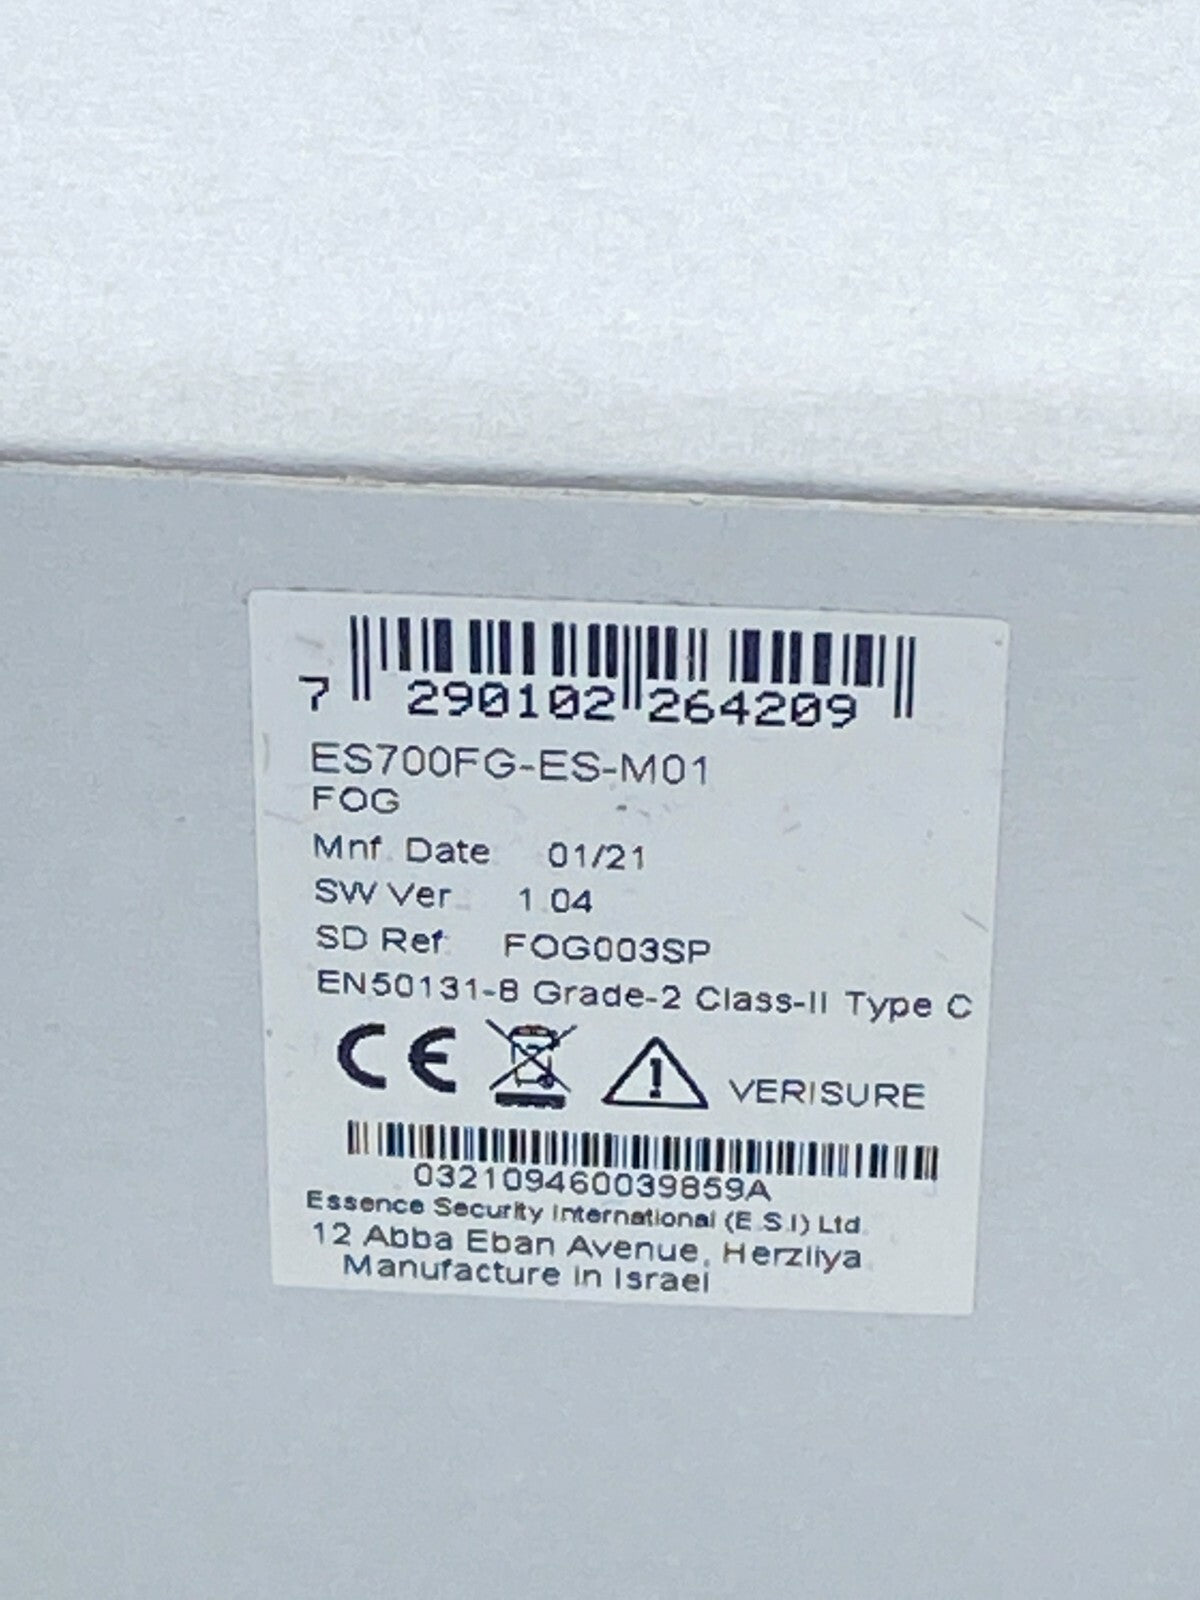 7 290102 264209
ES700FG-ES-M01
FOG
Mnf. Date 01/21
SW Ver. 1.04
SD Ref: FOG003SP
EN50131-8 Grade-2 Class-II Type C
CE VERISURE
032109460039859A
Essence Security International (E.S.I) Ltd.
12 Abba Eban Avenue, Herzliya.
Manufacture in Israel